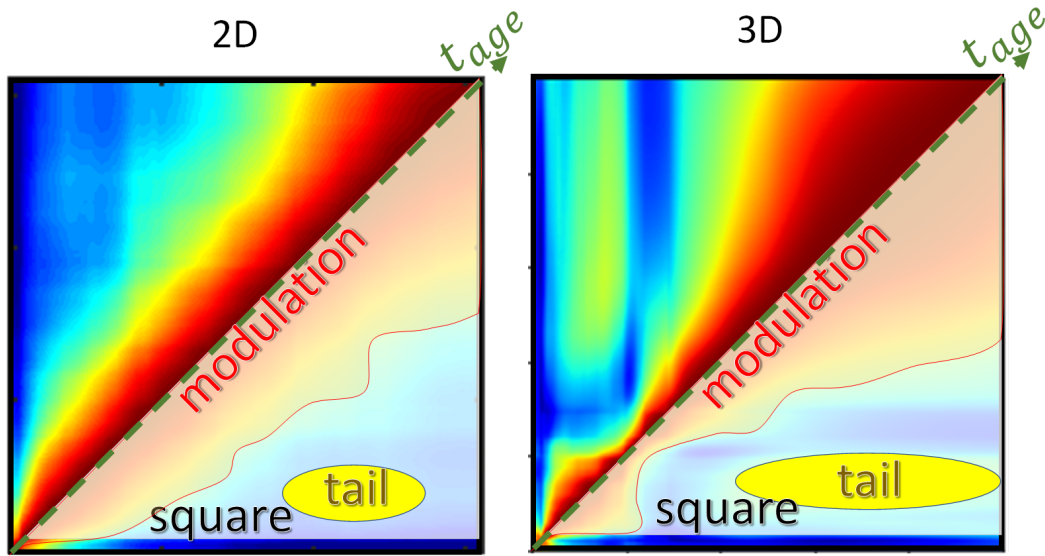 2D
t_age
modulation
tail
square
3D
t_age
modulation
tail
square